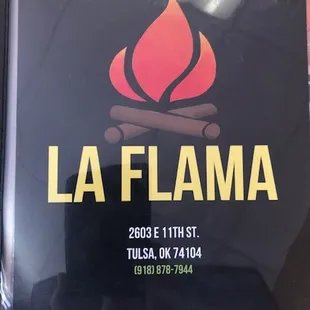 LA FLAMA
2603 E 11TH ST.
TULSA, OK 74104
(918) 878-7944